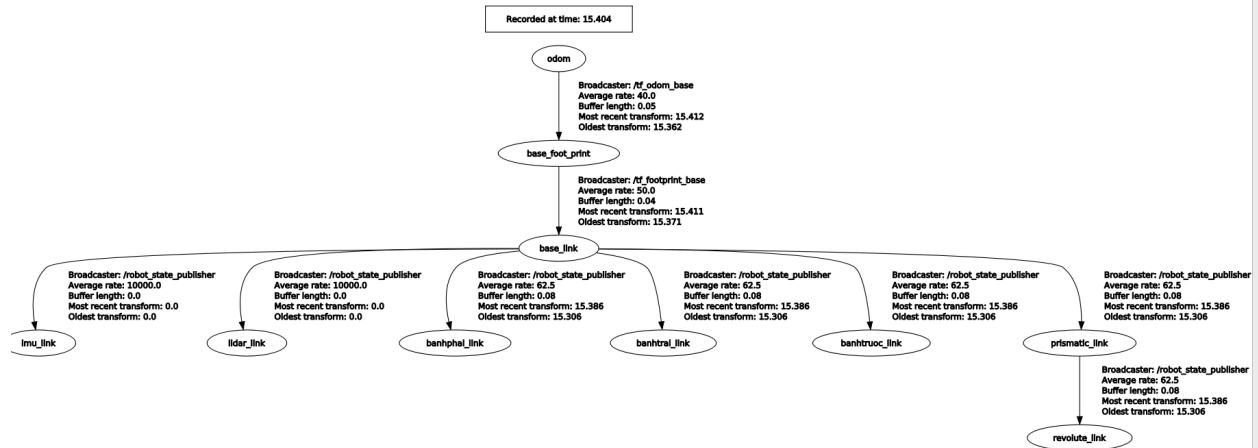 Recorded at time: 15.404
odom
Broadcaster: /tf_odom_base
Average rate: 40.0
Buffer length: 0.05
Most recent transform: 15.412
Oldest transform: 15.362
base_foot_print
Broadcaster: /tf_footprint_base
Average rate: 50.0
Buffer length: 0.04
Most recent transform: 15.411
Oldest transform: 15.371
base_link
Broadcaster: /robot_state_publisher
Average rate: 10000.0
Buffer length: 0.0
Most recent transform: 0.0
Oldest transform: 0.0
Broadcaster: /robot_state_publisher
Average rate: 10000.0
Buffer length: 0.0
Most recent transform: 0.0
Oldest transform: 0.0
Broadcaster: /robot_state_publisher
Average rate: 62.5
Buffer length: 0.08
Most recent transform: 15.386
Oldest transform: 15.306
Broadcaster: /robot_state_publisher
Average rate: 62.5
Buffer length: 0.08
Most recent transform: 15.386
Oldest transform: 15.306
Broadcaster: /robot_state_publisher
Average rate: 62.5
Buffer length: 0.08
Most recent transform: 15.386
Oldest transform: 15.306
Broadcaster: /robot_state_publisher
Average rate: 62.5
Buffer length: 0.08
Most recent transform: 15.386
Oldest transform: 15.306
imu_link
lidar_link
banhphai_link
banhtrai_link
banhtruoc_link
prismatic_link
Broadcaster: /robot_state_publisher
Average rate: 62.5
Buffer length: 0.08
Most recent transform: 15.386
Oldest transform: 15.306
revolute_link